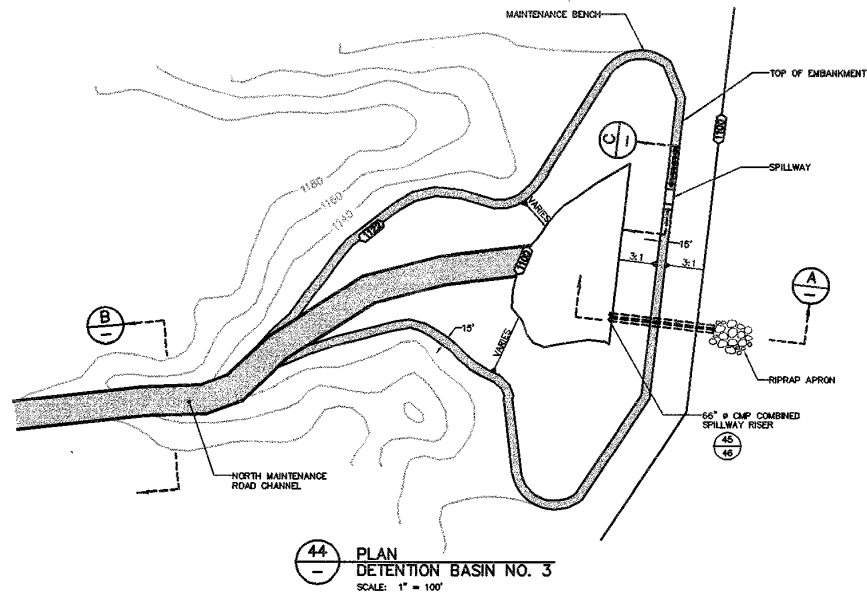 MAINTENANCE BENCH
TOP OF EMBANKMENT
1100
C
–
SPILLWAY
1180
1160
1140
1120
VARIES
1100
15'
3:1
3:1
A
–
B
–
15'
VARIES
RIPRAP APRON
66" ø CMP COMBINED
SPILLWAY RISER
45
46
NORTH MAINTENANCE
ROAD CHANNEL
44
–
PLAN
DETENTION BASIN NO. 3
SCALE: 1" = 100'